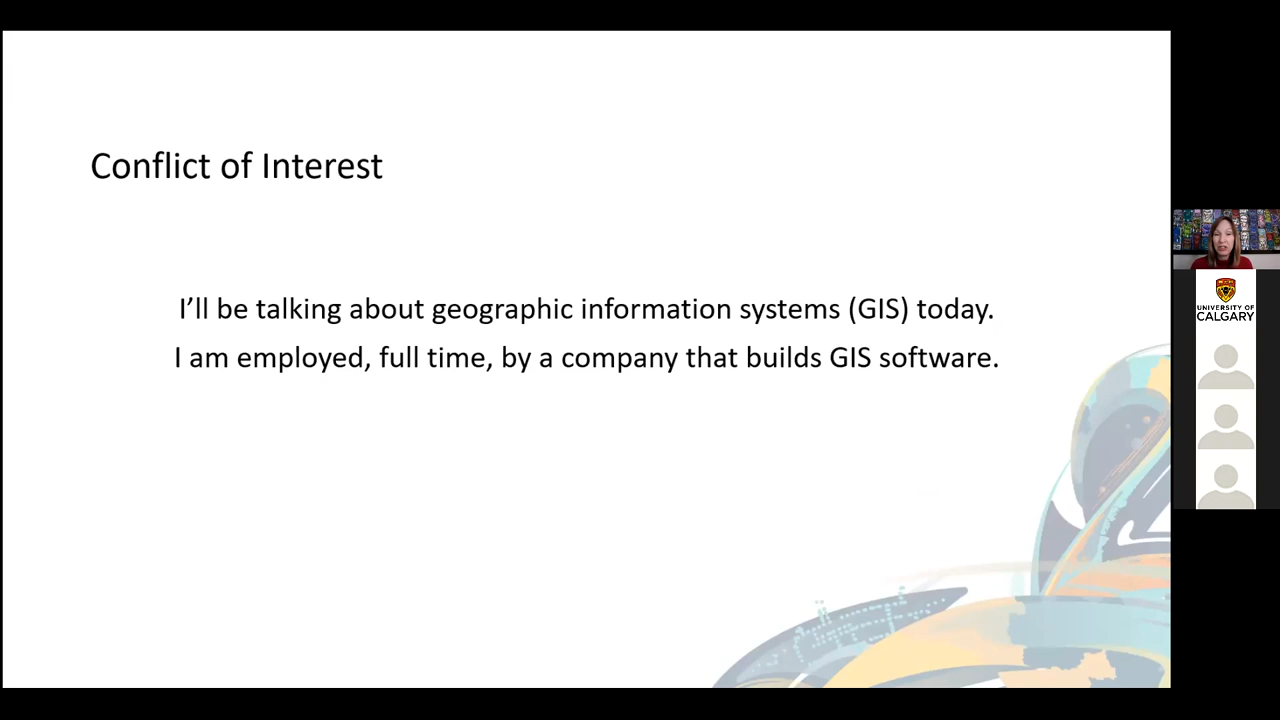 Conflict of Interest
I’ll be talking about geographic information systems (GIS) today.
I am employed, full time, by a company that builds GIS software.
UNIVERSITY OF
CALGARY